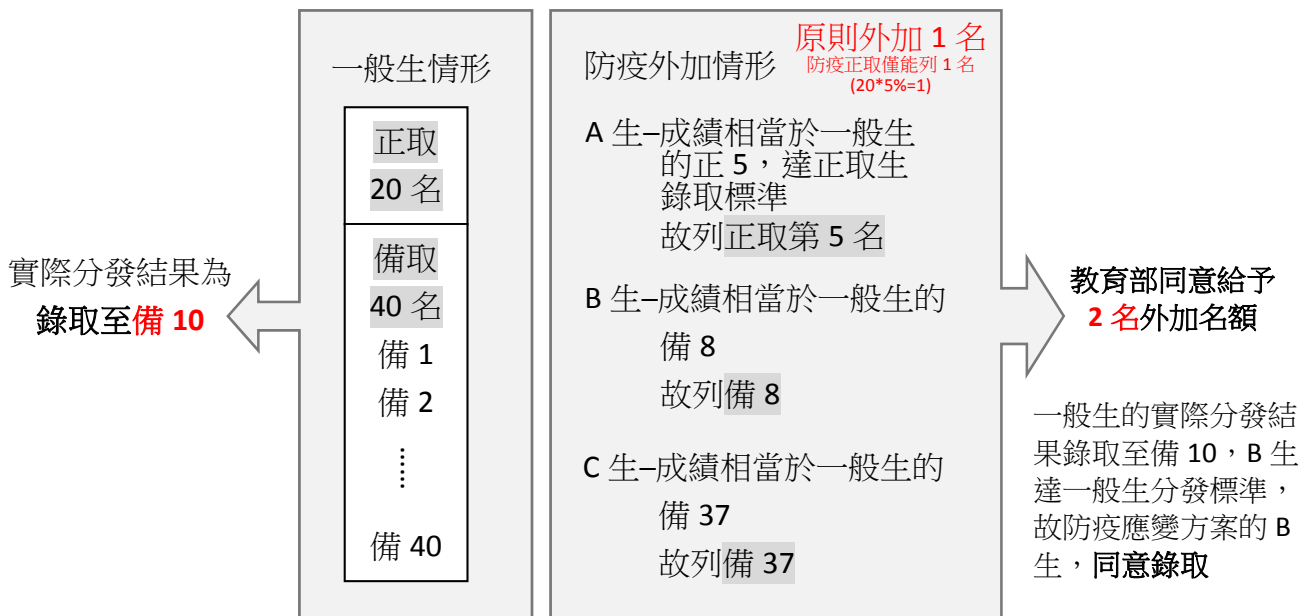 實際分發結果為
錄取至備 10
一般生情形
正取
20 名
備取
40 名
備 1
備 2
……
備 40
防疫外加情形
原則外加 1 名
防疫正取僅能列 1 名
(20*5%=1)
A 生–成績相當於一般生
的正 5，達正取生
錄取標準
故列正取第 5 名
B 生–成績相當於一般生的
備 8
故列備 8
C 生–成績相當於一般生的
備 37
故列備 37
教育部同意給予
2 名外加名額
一般生的實際分發結
果錄取至備 10，B 生
達一般生分發標準，
故防疫應變方案的 B
生，同意錄取